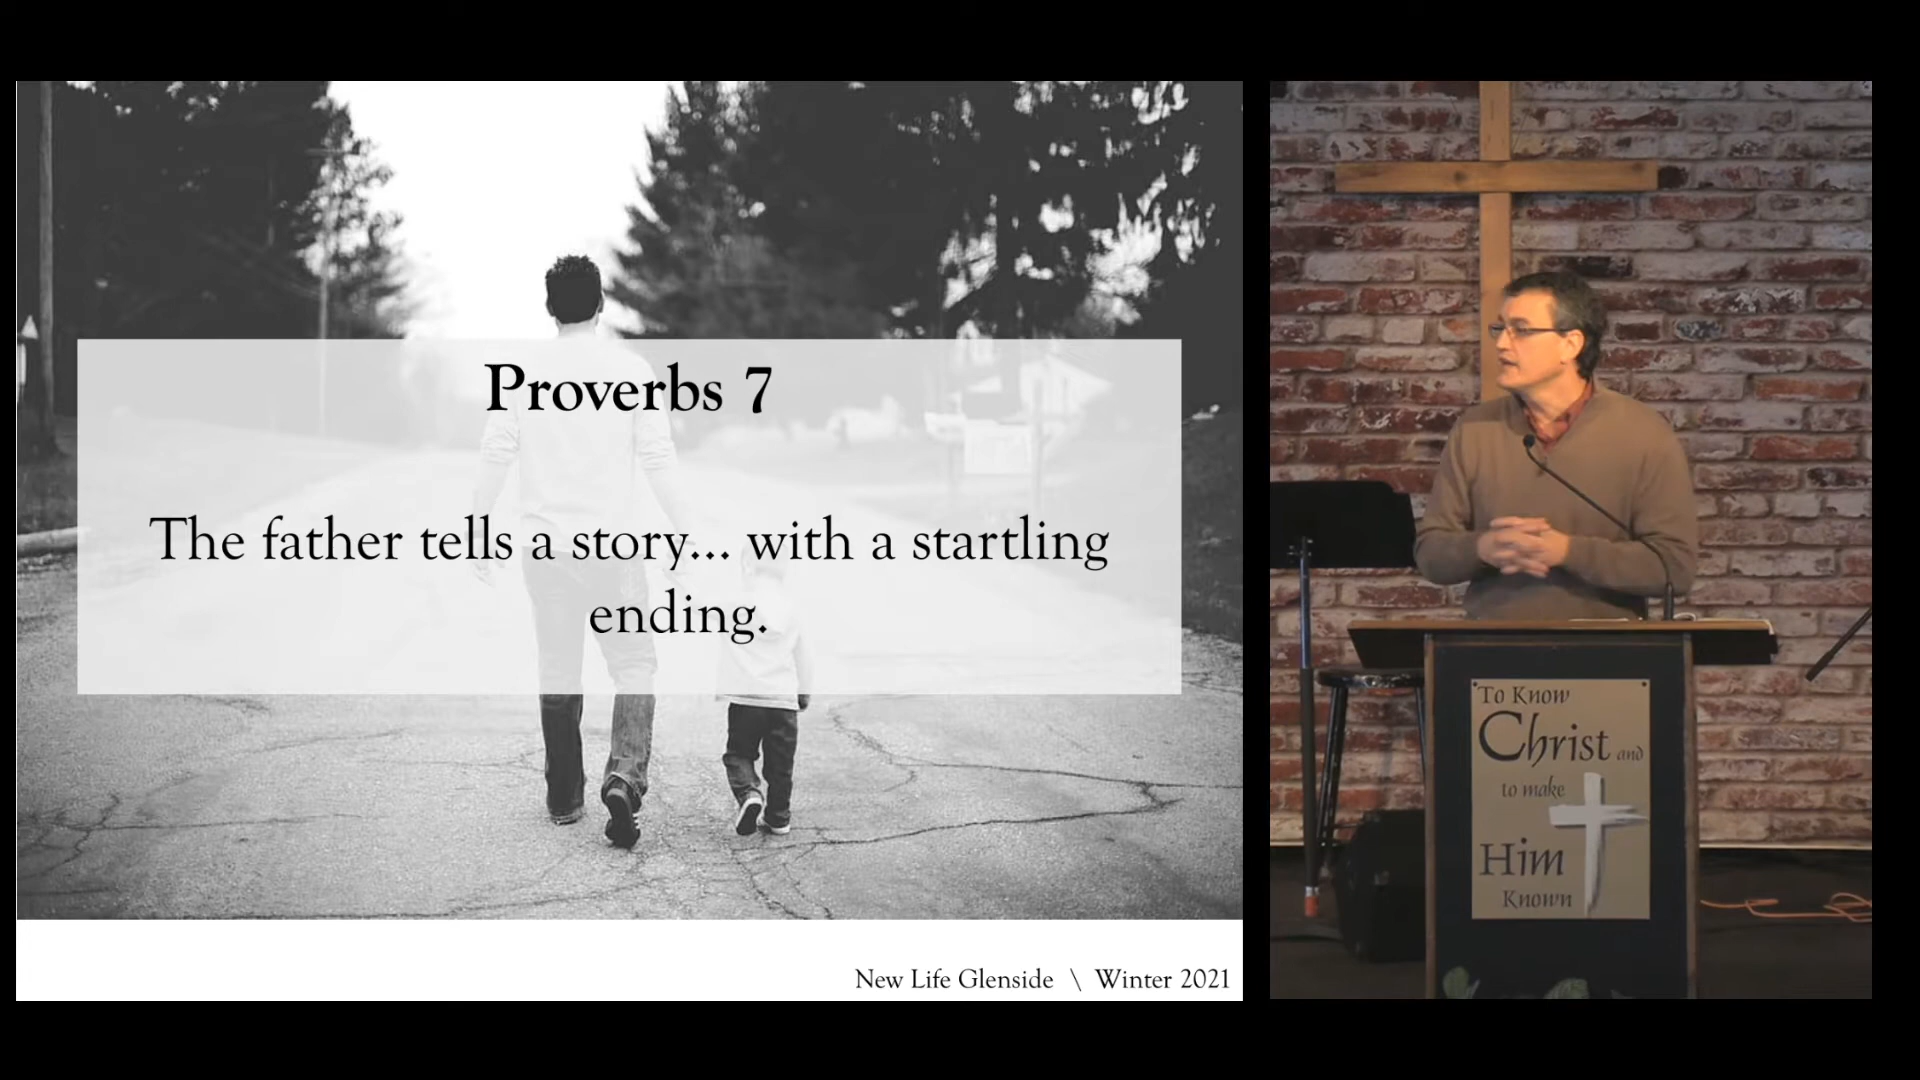 Proverbs 7
The father tells a story... with a startling
ending.
New Life Glenside \ Winter 2021
To Know
Christ and
to make
Him
Known